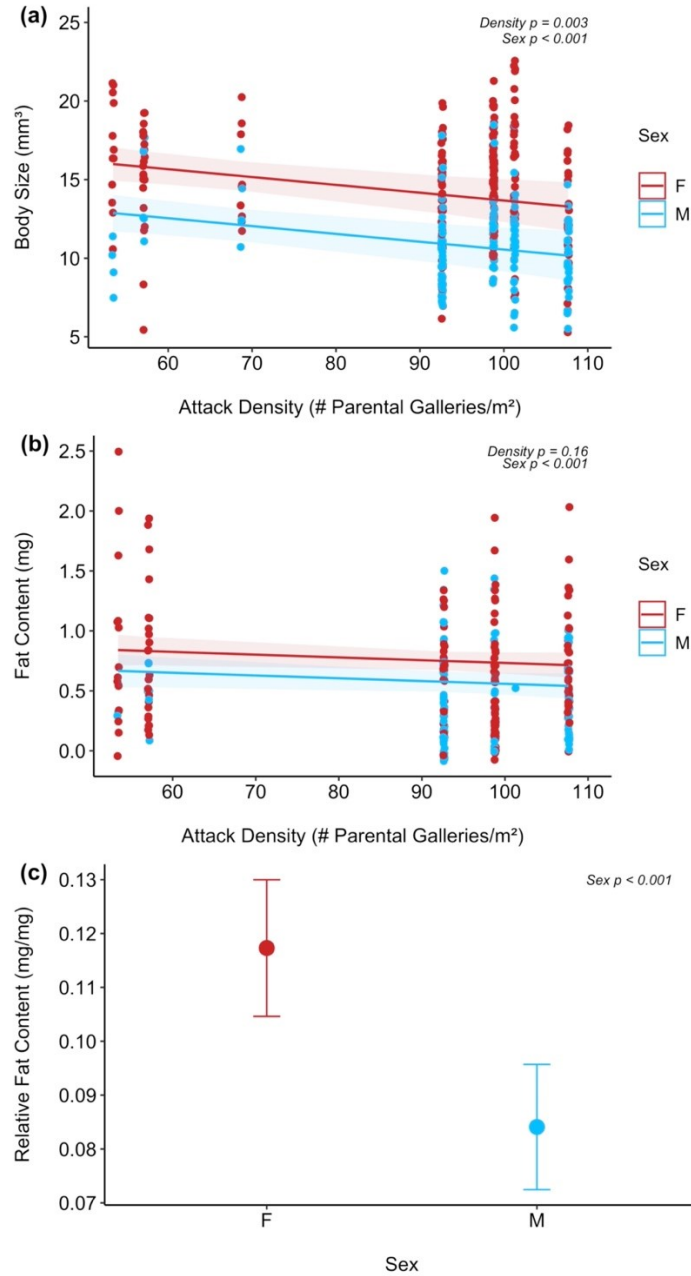 (a)
Density p = 0.003
Sex p < 0.001
25
20
15
10
5
Body Size (mm³)
60 70 80 90 100 110
Attack Density (# Parental Galleries/m²)
Sex
F
M
(b)
Density p = 0.16
Sex p < 0.001
2.5
2.0
1.5
1.0
0.5
0.0
Fat Content (mg)
60 70 80 90 100 110
Attack Density (# Parental Galleries/m²)
Sex
F
M
(c)
Sex p < 0.001
0.13
0.12
0.11
0.10
0.09
0.08
0.07
Relative Fat Content (mg/mg)
F M
Sex